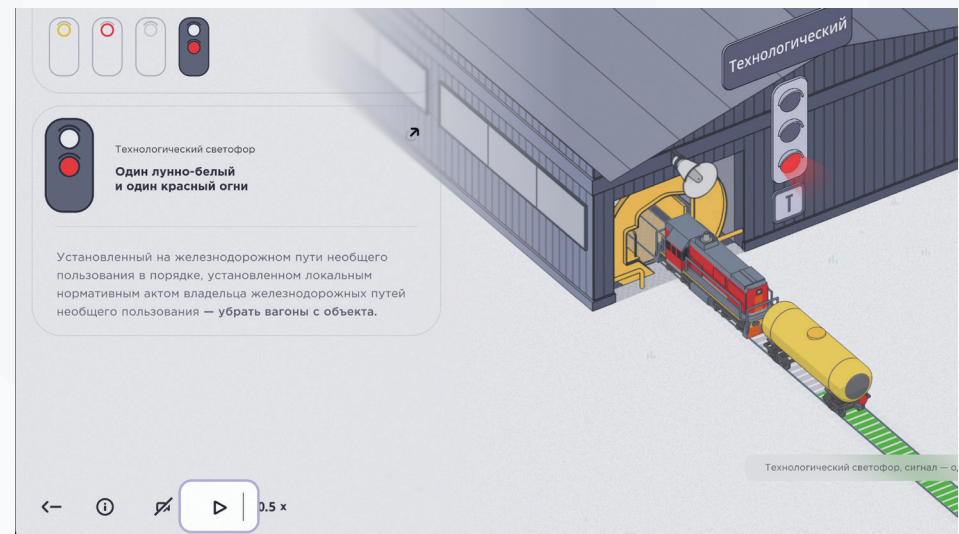 Технологический
Технологический светофор
Один лунно-белый
и один красный огни
Т
Установленный на железнодорожном пути необщего
пользования в порядке, установленном локальным
нормативным актом владельца железнодорожных путей
необщего пользования — убрать вагоны с объекта.
Технологический светофор, сигнал —
0.5 x